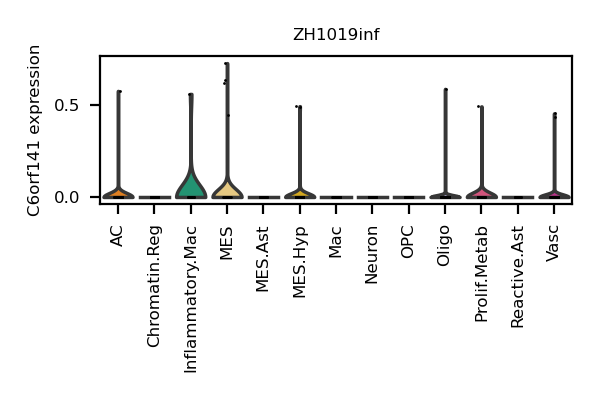 ZH1019inf
C6orf141 expression
0.5
0.0
AC
Chromatin.Reg
Inflammatory.Mac
MES
MES.Ast
MES.Hyp
Mac
Neuron
OPC
Oligo
Prolif.Metab
Reactive.Ast
Vasc